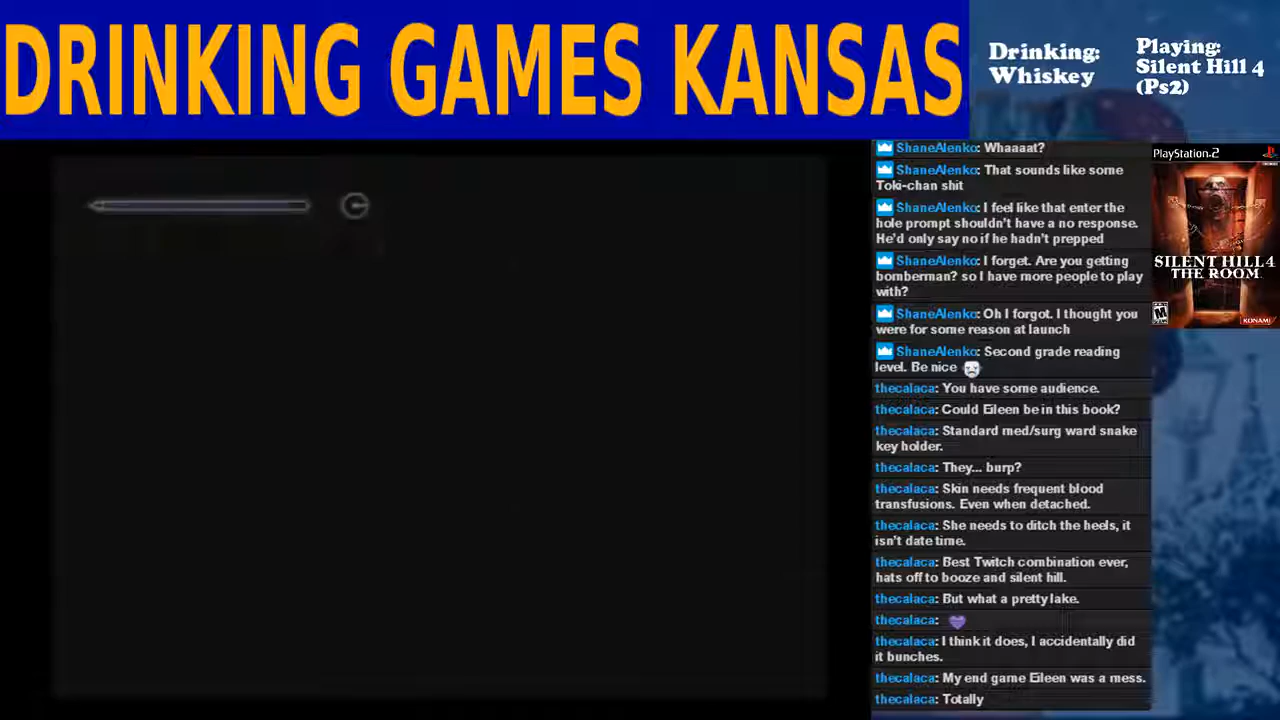 DRINKING GAMES KANSAS
Drinking:
Whiskey
Playing:
Silent Hill 4
(Ps2)
ShaneAlenko: Whaaaat?
ShaneAlenko: That sounds like some
Toki-chan shit
ShaneAlenko: I feel like that enter the
hole prompt shouldn't have a no response.
He'd only say no if he hadn't prepped
ShaneAlenko: I forget. Are you getting
bomberman? so I have more people to play
with?
ShaneAlenko: Oh I forgot. I thought you
were for some reason at launch
ShaneAlenko: Second grade reading
level. Be nice
thecalaca: You have some audience.
thecalaca: Could Eileen be in this book?
thecalaca: Standard med/surg ward snake
key holder.
thecalaca: They... burp?
thecalaca: Skin needs frequent blood
transfusions. Even when detached.
thecalaca: She needs to ditch the heels, it
isn't date time.
thecalaca: Best Twitch combination ever,
hats off to booze and silent hill.
thecalaca: But what a pretty lake.
thecalaca:
thecalaca: I think it does, I accidentally did
it bunches.
thecalaca: My end game Eileen was a mess.
thecalaca: Totally
PlayStation.2
SILENT HILL 4
THE ROOM
M
KONAMI